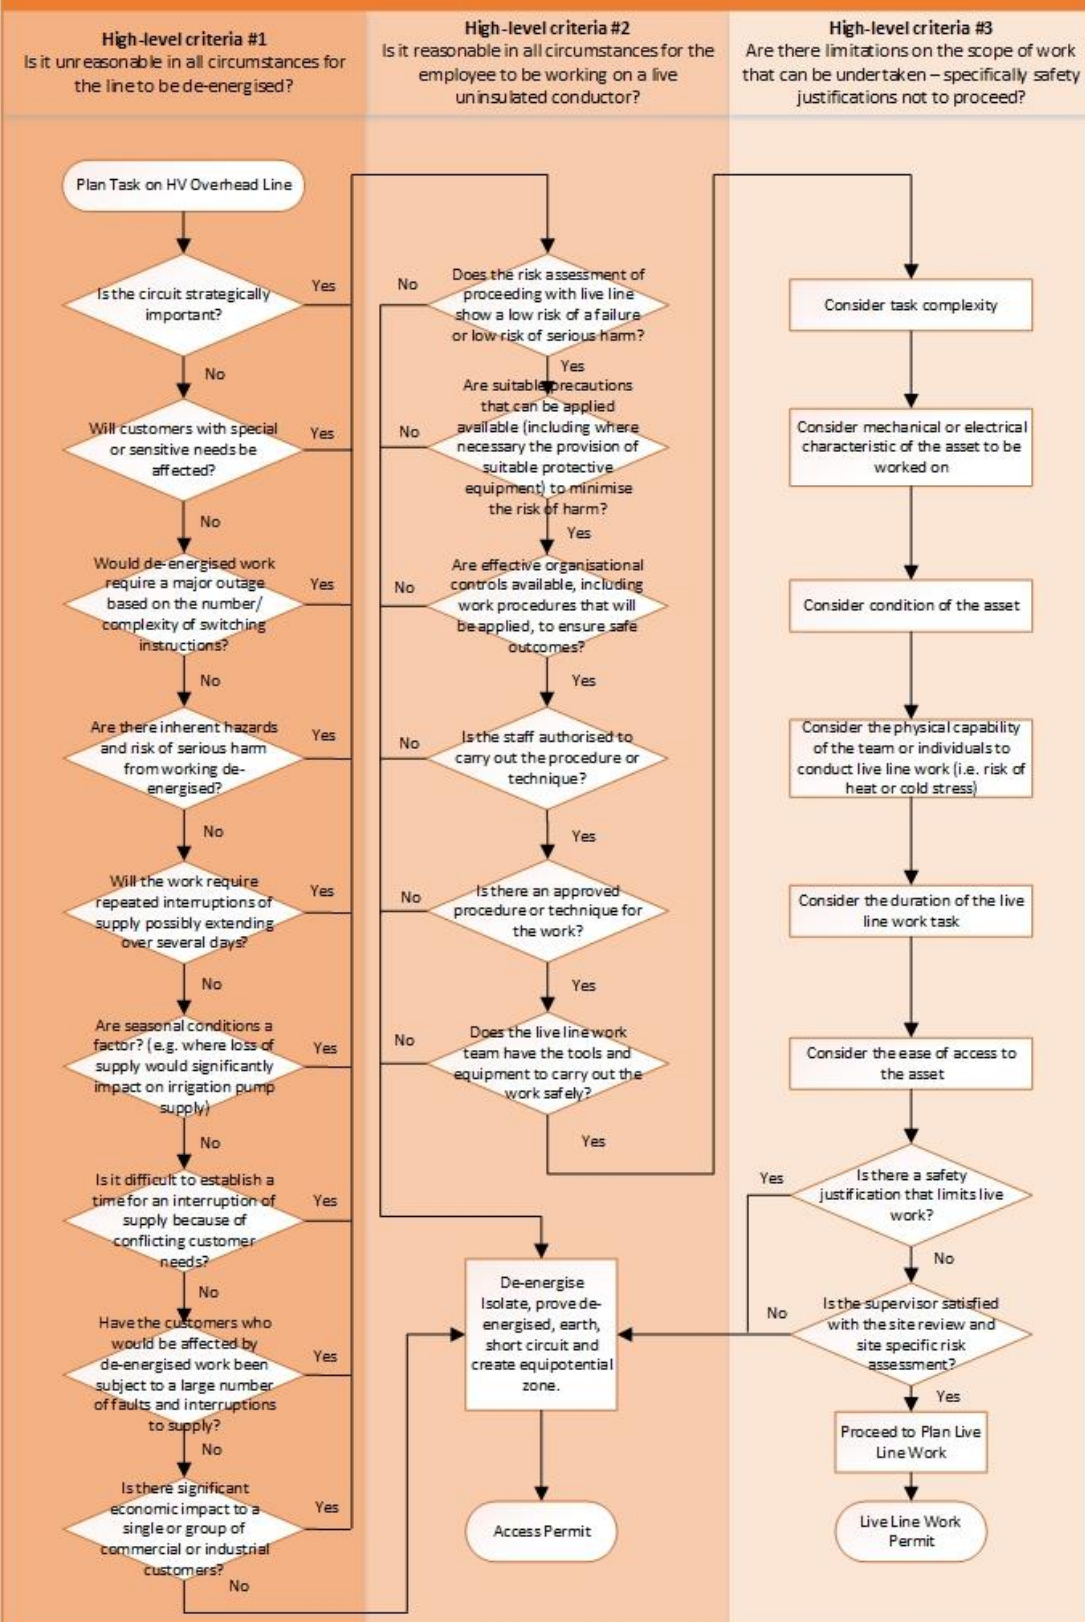 High-level criteria #1
Is it unreasonable in all circumstances for
the line to be de-energised?
High-level criteria #2
Is it reasonable in all circumstances for the
employee to be working on a live
uninsulated conductor?
High-level criteria #3
Are there limitations on the scope of work
that can be undertaken – specifically safety
justifications not to proceed?
Plan Task on HV Overhead Line
Is the circuit strategically
important?
Yes
No
Will customers with special
or sensitive needs be
affected?
Yes
No
Would de-energised work
require a major outage
based on the number/
complexity of switching
instructions?
Yes
No
Are there inherent hazards
and risk of serious harm
from working de-
energised?
Yes
No
Will the work require
repeated interruptions of
supply possibly extending
over several days?
Yes
No
Are seasonal conditions a
factor? (e.g. where loss of
supply would significantly
impact on irrigation pump
supply)
Yes
No
Is it difficult to establish a
time for an interruption of
supply because of
conflicting customer
needs?
Yes
No
Have the customers who
would be affected by
de-energised work been
subject to a large number
of faults and interruptions
to supply?
Yes
No
Is there significant
economic impact to a
single or group of
commercial or industrial
customers?
Yes
No
Does the risk assessment of
proceeding with live line
show a low risk of a failure
or low risk of serious harm?
No
Yes
Are suitable precautions
that can be applied
available (including where
necessary the provision of
suitable protective
equipment) to minimise
the risk of harm?
No
Yes
Are effective organisational
controls available, including
work procedures that will
be applied, to ensure safe
outcomes?
No
Yes
Is the staff authorised to
carry out the procedure or
technique?
No
Yes
Is there an approved
procedure or technique for
the work?
No
Yes
Does the live line work
team have the tools and
equipment to carry out the
work safely?
No
Yes
De-energise
Isolate, prove de-
energised, earth,
short circuit and
create equipotential
zone.
Access Permit
Consider task complexity
Consider mechanical or electrical
characteristic of the asset to be
worked on
Consider condition of the asset
Consider the physical capability
of the team or individuals to
conduct live line work (i.e. risk of
heat or cold stress)
Consider the duration of the live
line work task
Consider the ease of access to
the asset
Is there a safety
justification that limits live
work?
Yes
No
Is the supervisor satisfied
with the site review and
site specific risk
assessment?
No
Yes
Proceed to Plan Live
Line Work
Live Line Work
Permit